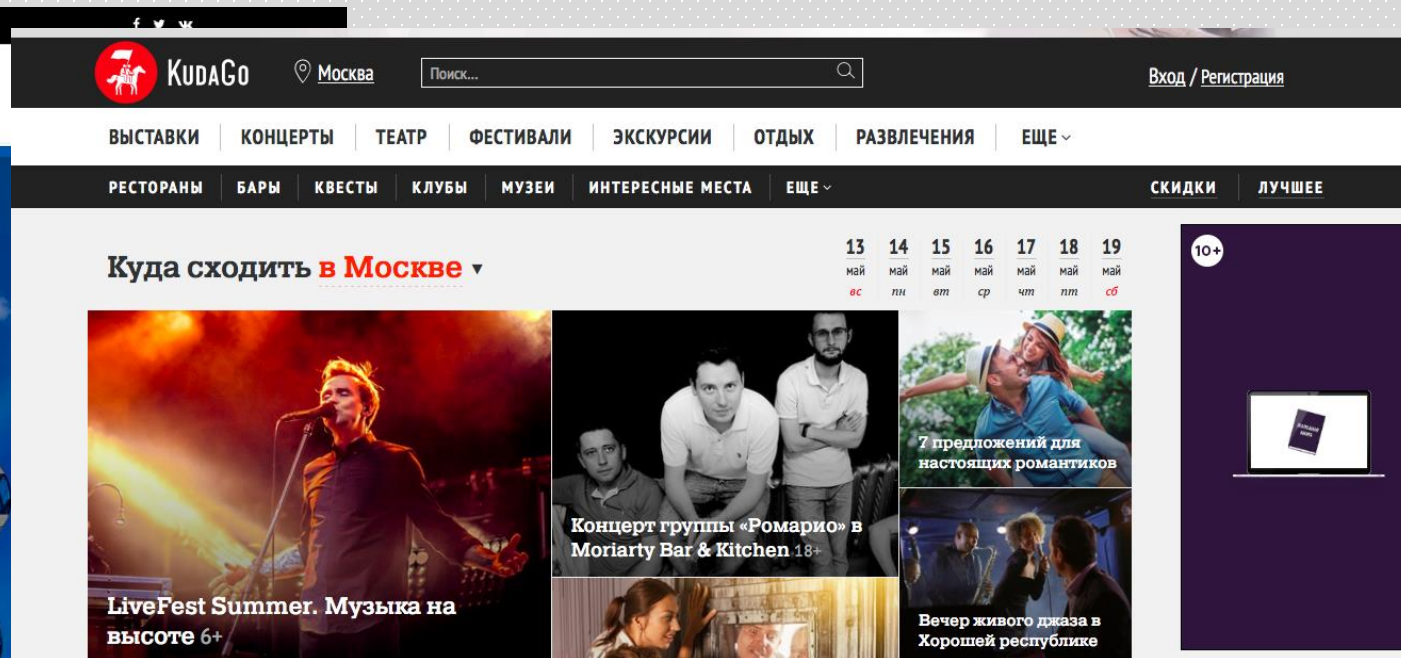 KudaGo
Москва
Поиск...
Вход / Регистрация
ВЫСТАВКИ КОНЦЕРТЫ ТЕАТР ФЕСТИВАЛИ ЭКСКУРСИИ ОТДЫХ РАЗВЛЕЧЕНИЯ ЕЩЕ
РЕСТОРАНЫ БАРЫ КВЕСТЫ КЛУБЫ МУЗЕИ ИНТЕРЕСНЫЕ МЕСТА ЕЩЕ СКИДКИ ЛУЧШЕЕ
Куда сходить в Москве
13 14 15 16 17 18 19
май май май май май май май
вс пн вт ср чт пт сб
10+
LiveFest Summer. Музыка на
высоте 6+
Концерт группы «Ромарио» в
Moriarty Bar & Kitchen 18+
7 предложений для
настоящих романтиков
Вечер живого джаза в
Хорошей республике